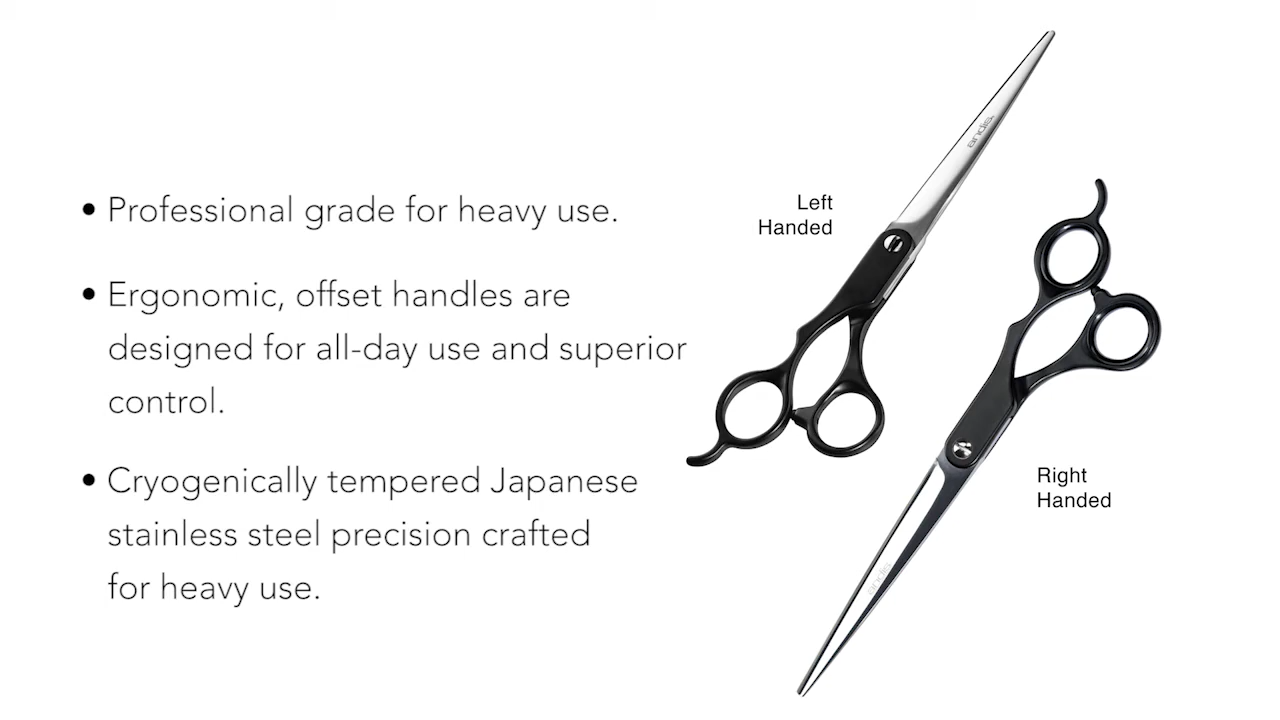 • Professional grade for heavy use.
• Ergonomic, offset handles are
designed for all-day use and superior
control.
• Cryogenically tempered Japanese
stainless steel precision crafted
for heavy use.
andis
Left
Handed
Right
Handed
andis